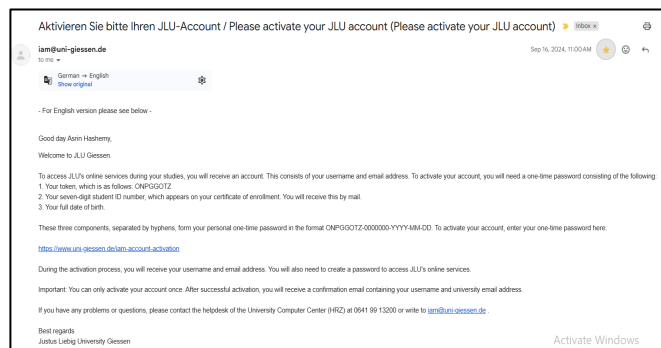 Aktivieren Sie bitte Ihren JLU-Account / Please activate your JLU account (Please activate your JLU account) Inbox x
iam@uni-giessen.de Sep 16, 2024, 11:00 AM
to me
German → English
Show original
- For English version please see below -
Good day Asrin Hashemy,
Welcome to JLU Giessen.
To access JLU's online services during your studies, you will receive an account. This consists of your username and email address. To activate your account, you will need a one-time password consisting of the following:
1. Your token, which is as follows: ONPGGOTZ
2. Your seven-digit student ID number, which appears on your certificate of enrollment. You will receive this by mail.
3. Your full date of birth.
These three components, separated by hyphens, form your personal one-time password in the format ONPGGOTZ-0000000-YYYY-MM-DD. To activate your account, enter your one-time password here:
https://www.uni-giessen.de/iam-account-activation
During the activation process, you will receive your username and email address. You will also need to create a password to access JLU's online services.
Important: You can only activate your account once. After successful activation, you will receive a confirmation email containing your username and university email address.
If you have any problems or questions, please contact the helpdesk of the University Computer Center (HRZ) at 0641 99 13200 or write to iam@uni-giessen.de .
Best regards
Justus Liebig University Giessen
Activate Windows